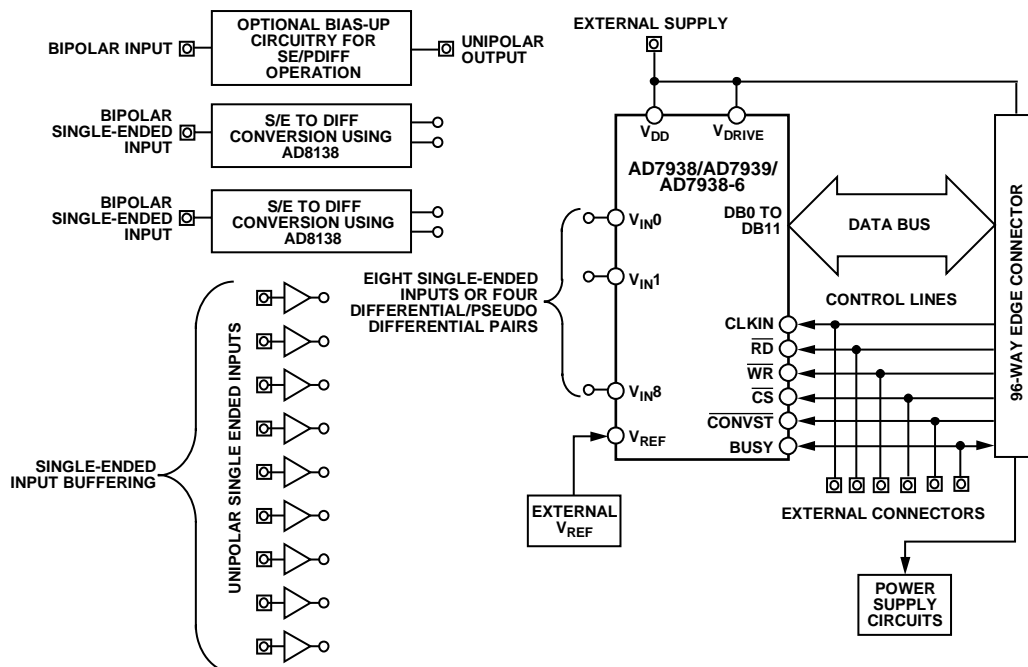 BIPOLAR INPUT
OPTIONAL BIAS-UP
CIRCUITRY FOR
SE/PDIFF
OPERATION
UNIPOLAR
OUTPUT
BIPOLAR
SINGLE-ENDED
INPUT
S/E TO DIFF
CONVERSION USING
AD8138
BIPOLAR
SINGLE-ENDED
INPUT
S/E TO DIFF
CONVERSION USING
AD8138
SINGLE-ENDED
INPUT BUFFERING
UNIPOLAR SINGLE ENDED INPUTS
EXTERNAL SUPPLY
VDD
VDRIVE
AD7938/AD7939/
AD7938-6
EIGHT SINGLE-ENDED
INPUTS OR FOUR
DIFFERENTIAL/PSEUDO
DIFFERENTIAL PAIRS
VIN0
VIN1
VIN8
VREF
EXTERNAL
VREF
DB0 TO
DB11
DATA BUS
CONTROL LINES
CLKIN
RD
WR
CS
CONVST
BUSY
EXTERNAL CONNECTORS
96-WAY EDGE CONNECTOR
POWER
SUPPLY
CIRCUITS